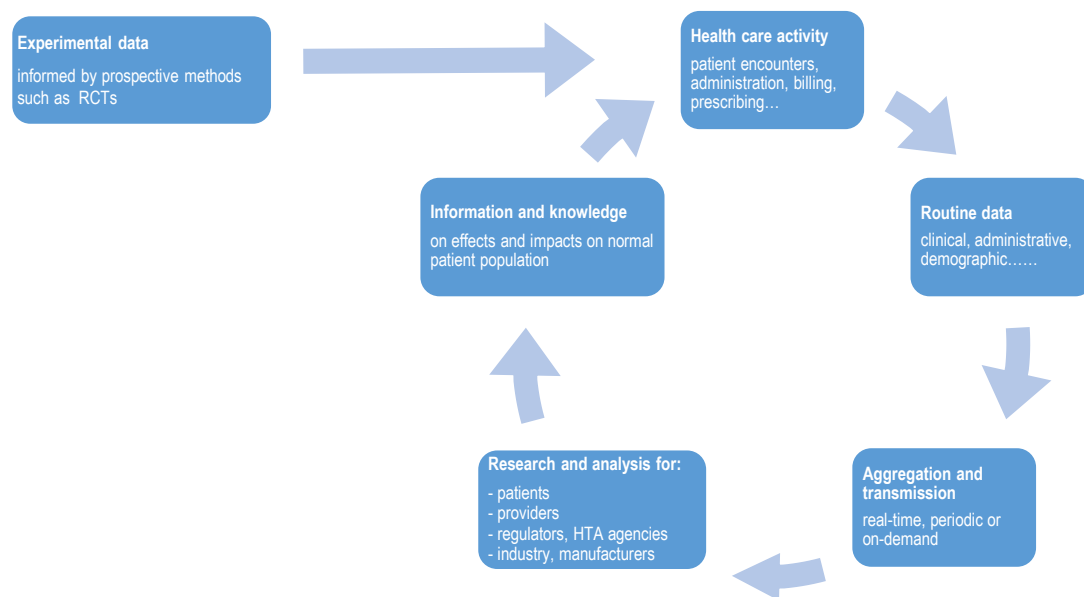 Experimental data
informed by prospective methods
such as RCTs
Health care activity
patient encounters,
administration, billing,
prescribing…
Information and knowledge
on effects and impacts on normal
patient population
Routine data
clinical, administrative,
demographic……
Research and analysis for:
- patients
- providers
- regulators, HTA agencies
- industry, manufacturers
Aggregation and
transmission
real-time, periodic or
on-demand